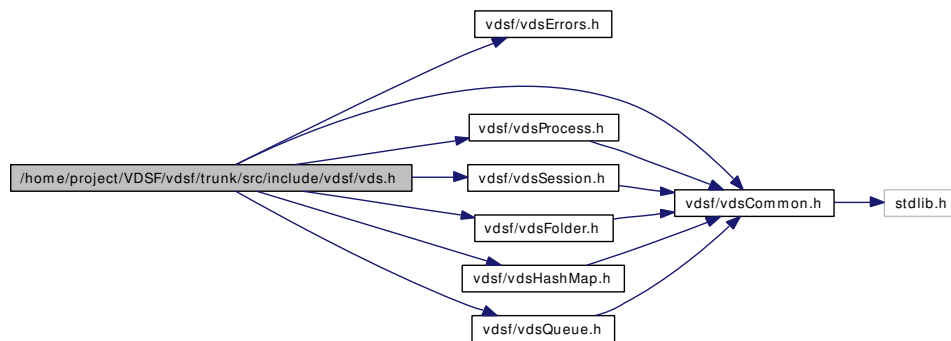 vdsf/vdsErrors.h
vdsf/vdsProcess.h
/home/project/VDSF/vdsf/trunk/src/include/vdsf/vds.h
vdsf/vdsSession.h
vdsf/vdsCommon.h
stdlib.h
vdsf/vdsFolder.h
vdsf/vdsHashMap.h
vdsf/vdsQueue.h